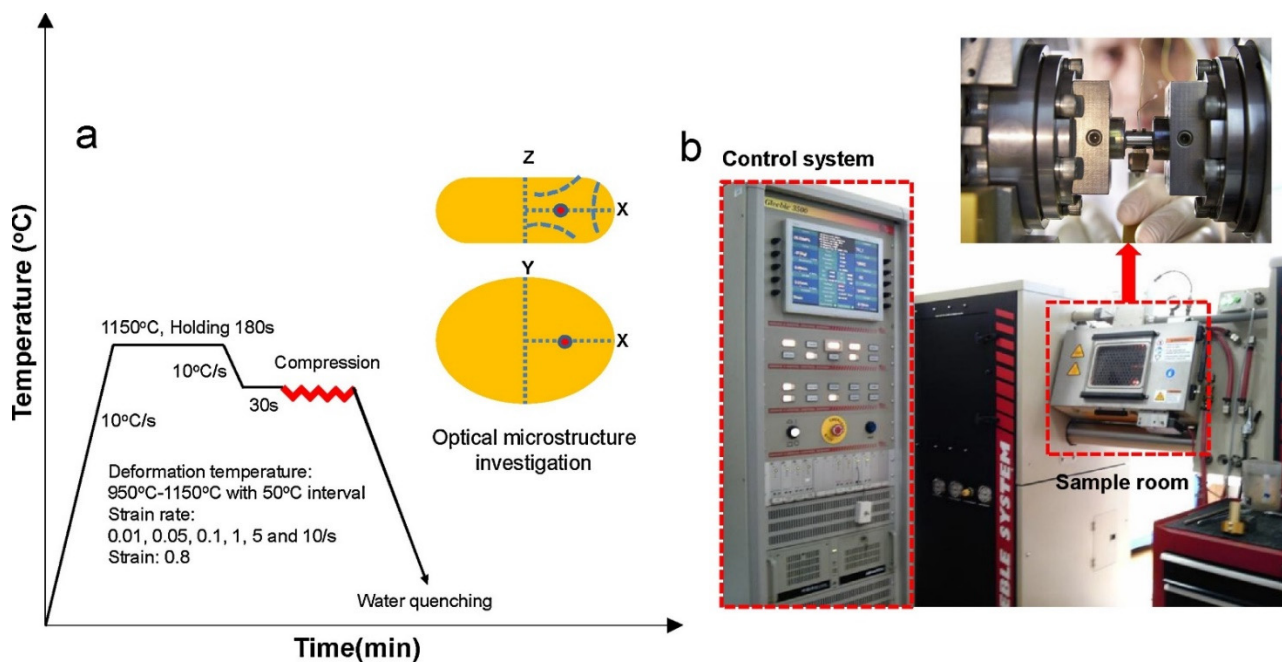 Temperature (ºC)
a
Z
X
Y
X
1150ºC, Holding 180s
Compression
10ºC/s
30s
10ºC/s
Optical microstructure
investigation
Deformation temperature:
950ºC-1150ºC with 50ºC interval
Strain rate:
0.01, 0.05, 0.1, 1, 5 and 10/s
Strain: 0.8
Water quenching
Time(min)
b
Control system
Gleeble 3500
Sample room
EBLE SYSTEM